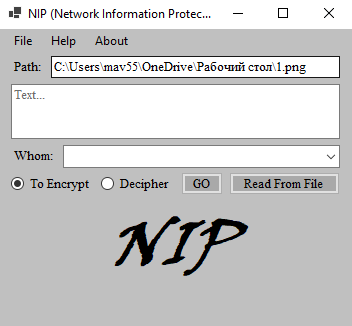 NIP (Network Information Protec...
File Help About
Path: C:\Users\mav55\OneDrive\Рабочий стол\1.png
Text...
Whom:
To Encrypt Decipher GO Read From File
NIP